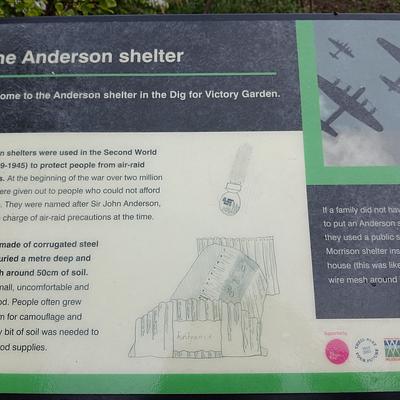 he Anderson shelter
ome to the Anderson shelter in the Dig for Victory Garden.
n shelters were used in the Second World
9-1945) to protect people from air-raid
s. At the beginning of the war over two million
ere given out to people who could not afford
. They were named after Sir John Anderson,
charge of air-raid precautions at the time.
made of corrugated steel
uried a metre deep and
h around 50cm of soil.
mall, uncomfortable and
od. People often grew
m for camouflage and
y bit of soil was needed to
od supplies.
Entrance
If a family did not hav
to put an Anderson s
they used a public s
Morrison shelter ins
house (this was like
wire mesh around
Supported by